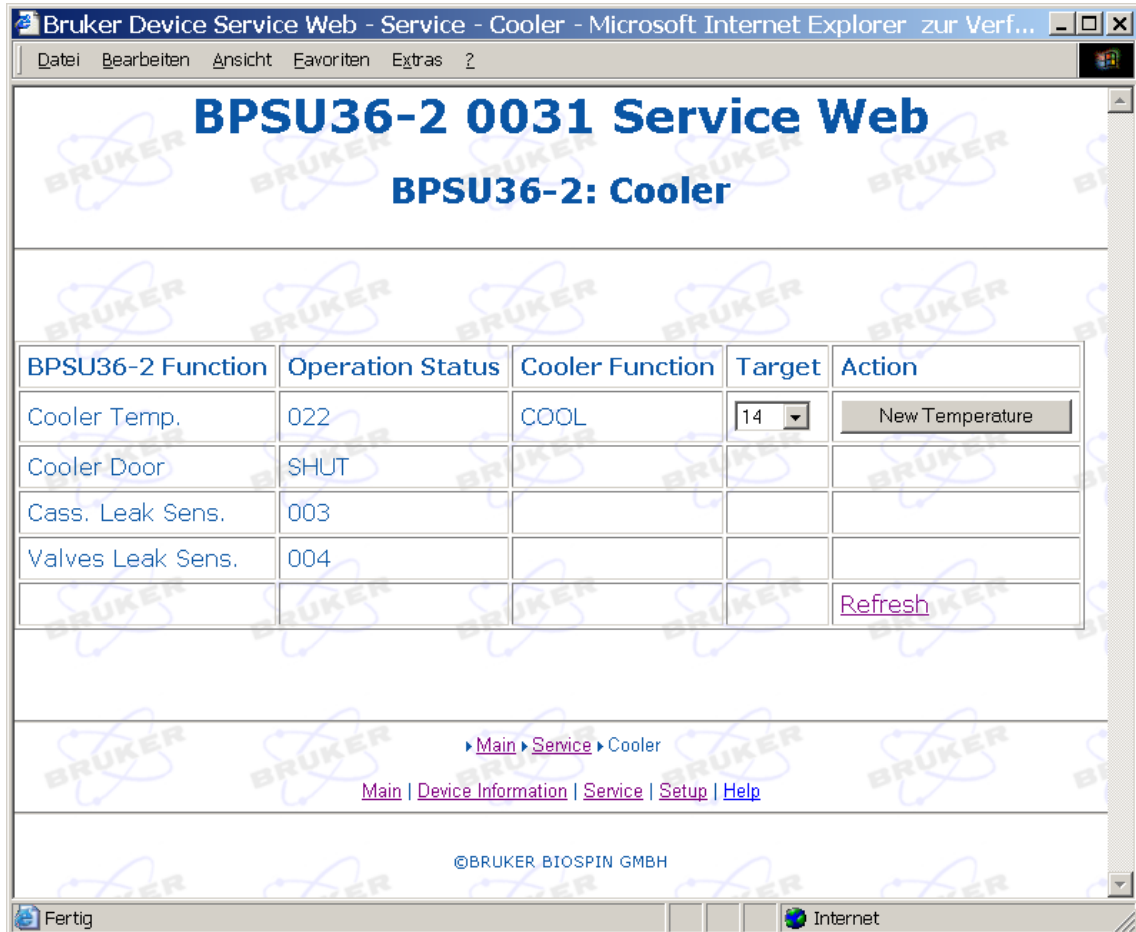 Bruker Device Service Web - Service - Cooler - Microsoft Internet Explorer zur Verf...
Datei Bearbeiten Ansicht Favoriten Extras ?
BPSU36-2 0031 Service Web
BPSU36-2: Cooler
BPSU36-2 Function Operation Status Cooler Function Target Action
Cooler Temp. 022 COOL 14 New Temperature
Cooler Door SHUT
Cass. Leak Sens. 003
Valves Leak Sens. 004
Refresh
Main Service Cooler
Main | Device Information | Service | Setup | Help
©BRUKER BIOSPIN GMBH
Fertig Internet